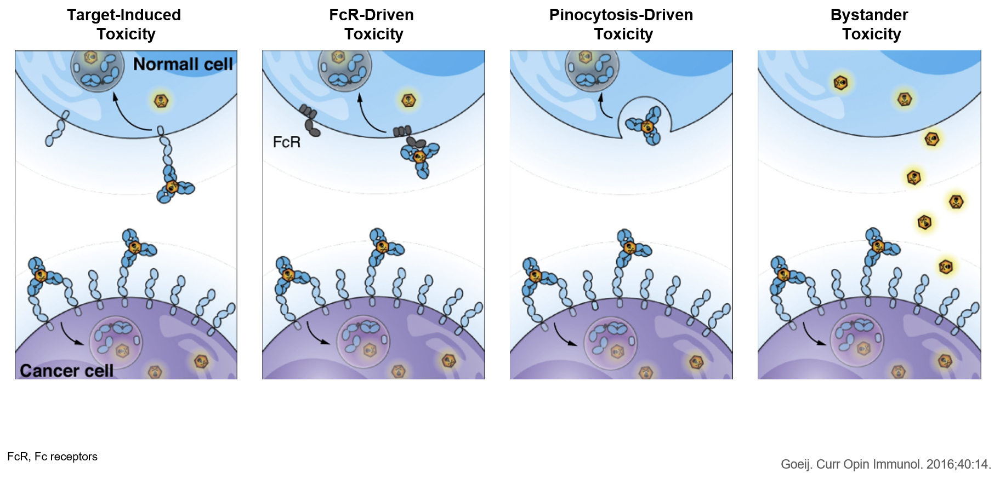 Target-Induced
Toxicity
FcR-Driven
Toxicity
Pinocytosis-Driven
Toxicity
Bystander
Toxicity
Normall cell
FcR
Cancer cell
FcR, Fc receptors
Goeij. Curr Opin Immunol. 2016;40:14.